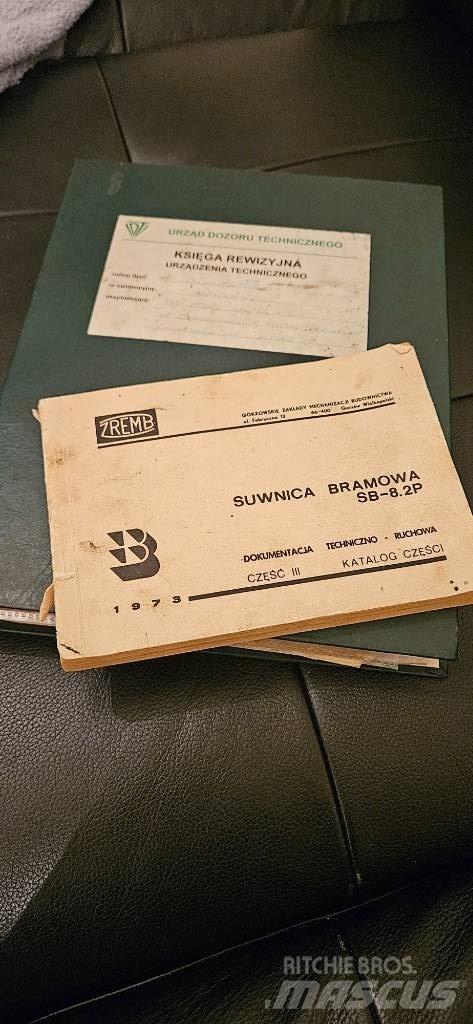 URZĄD DOZORU TECHNICZNEGO
KSIĘGA REWIZYJNA
URZĄDZENIA TECHNICZNEGO
ZREMB
GORZOWSKIE ZAKŁADY MECHANIZACJI BUDOWNICTWA
ul. Fabryczna 13 66-400 Gorzów Wielkopolski
SUWNICA BRAMOWA
SB-8.2P
DOKUMENTACJA TECHNICZNO - RUCHOWA
CZĘŚĆ III KATALOG CZĘŚCI
1973
RITCHIE BROS.
MASCUS